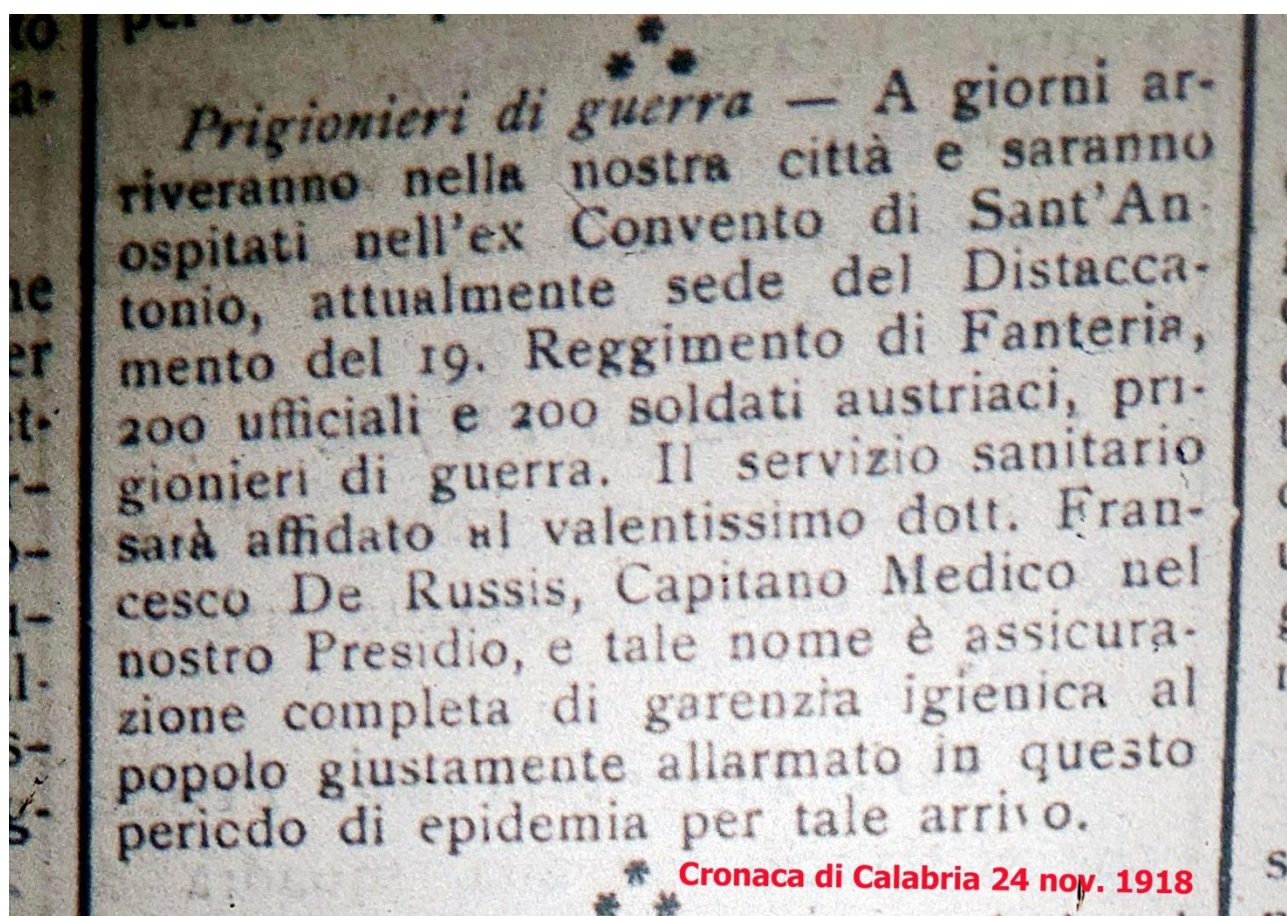 Prigionieri di guerra — A giorni ar-
riveranno nella nostra città e saranno
ospitati nell'ex Convento di Sant'An-
tonio, attualmente sede del Distacca-
mento del 19. Reggimento di Fanteria,
200 ufficiali e 200 soldati austriaci, pri-
gionieri di guerra. Il servizio sanitario
sarà affidato al valentissimo dott. Fran-
cesco De Russis, Capitano Medico nel
nostro Presidio, e tale nome è assicura-
zione completa di garenzia igienica al
popolo giustamente allarmato in questo
periodo di epidemia per tale arrivo.
Cronaca di Calabria 24 nov. 1918